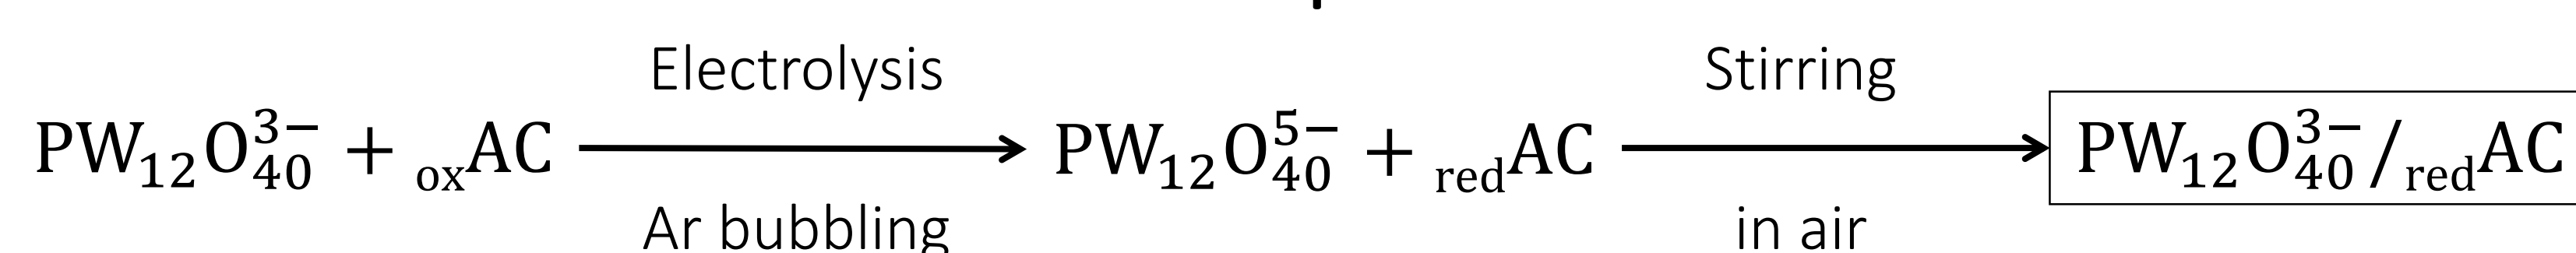 Electrolysis Stirring
PW₁₂O₄₀³⁻ + oxAC → PW₁₂O₄₀⁵⁻ + redAC → PW₁₂O₄₀³⁻/redAC
Ar bubbling in air